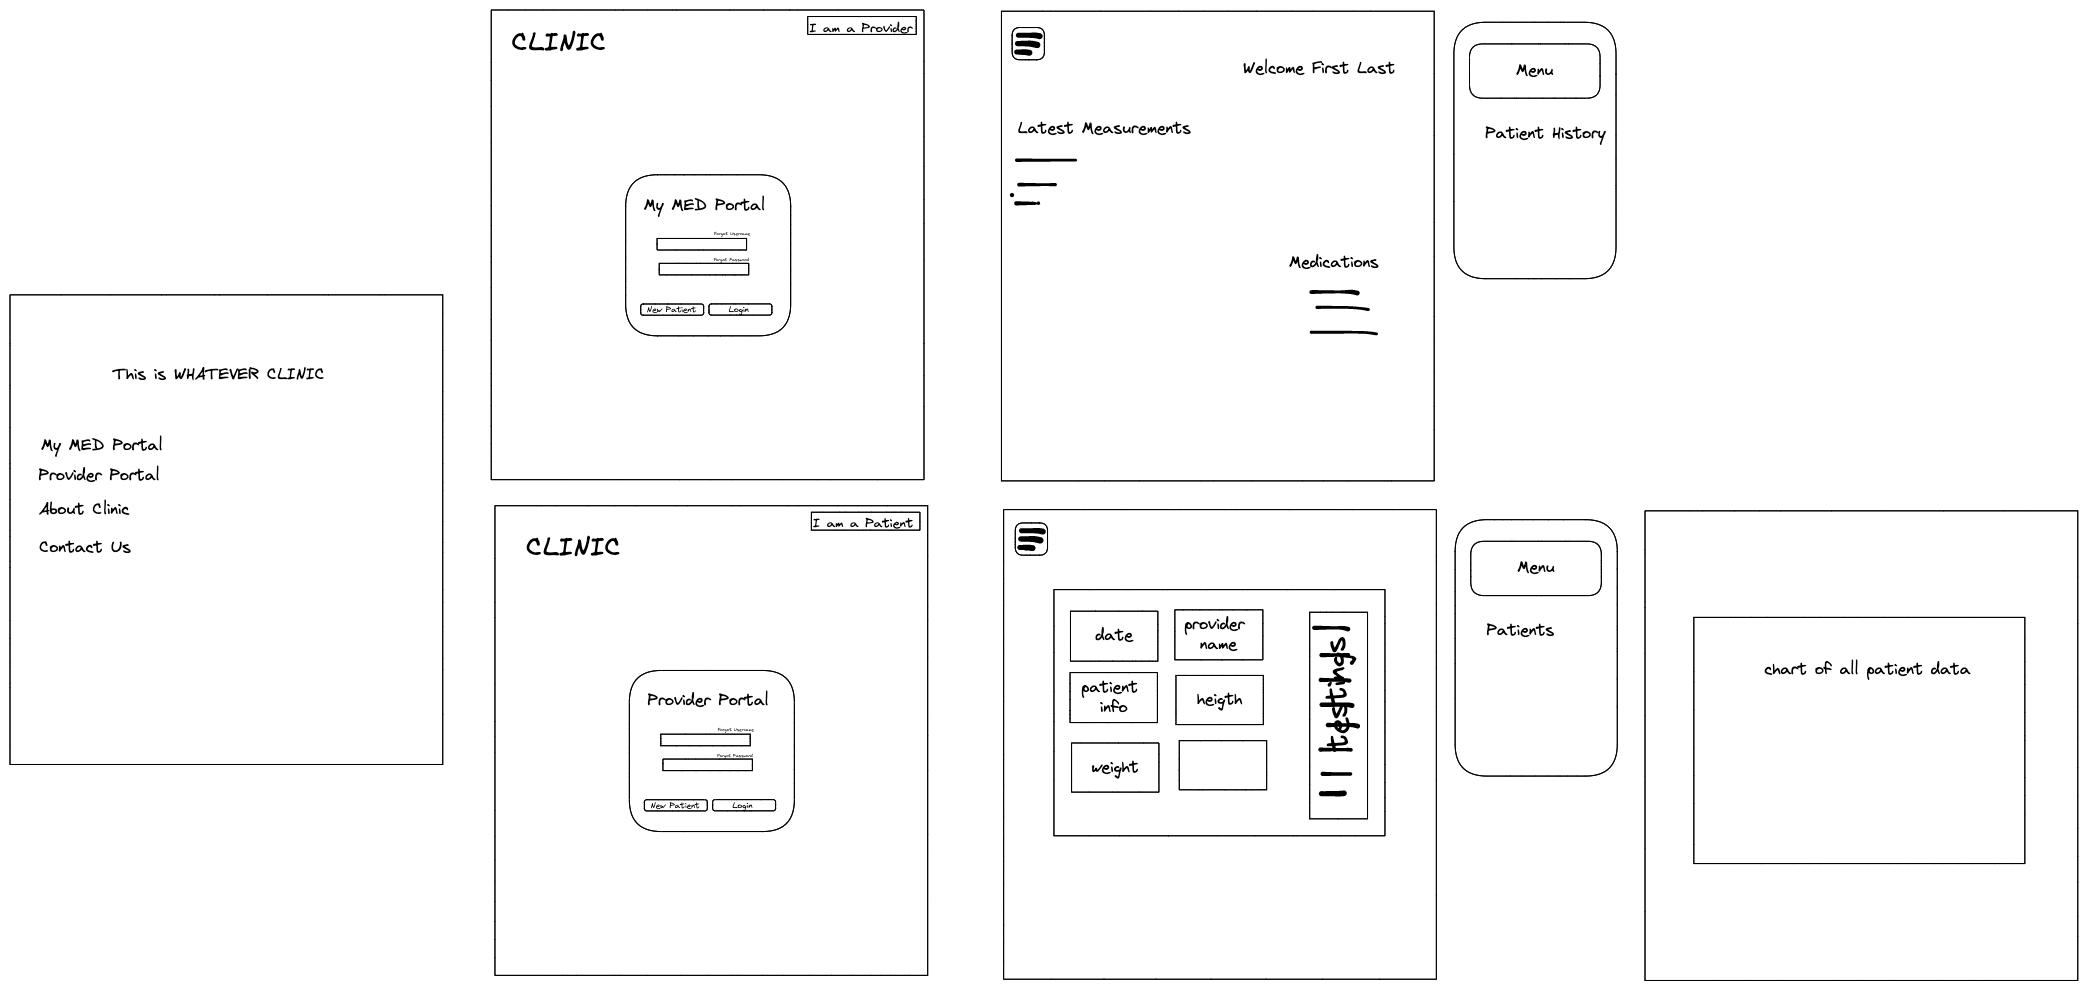 This is WHATEVER CLINIC
My MED Portal
Provider Portal
About Clinic
Contact Us
CLINIC
I am a Provider
My MED Portal
Forgot Username
Forgot Password
New Patient
Login
Welcome First Last
Latest Measurements
Medications
Menu
Patient History
CLINIC
I am a Patient
Provider Portal
Forgot Username
Forgot Password
New Patient
Login
date
provider
name
patient
info
heigth
weight
testtings
Menu
Patients
chart of all patient data